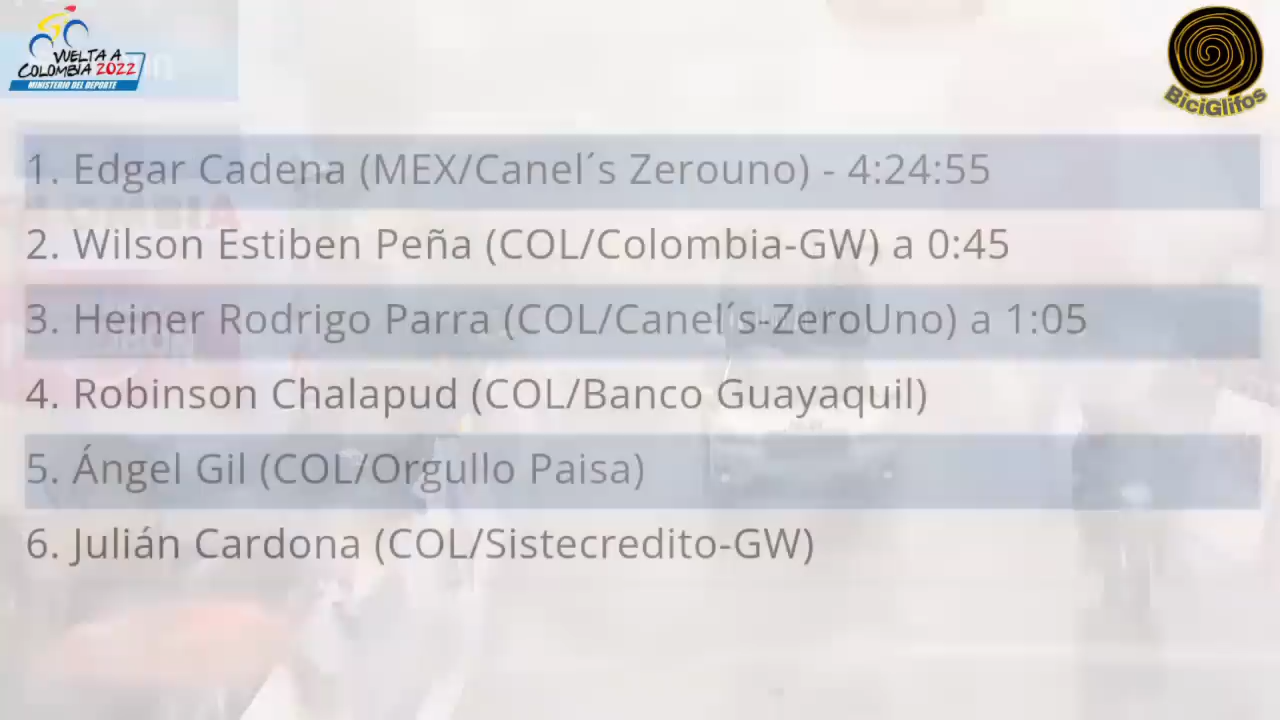 VUELTA A
COLOMBIA 2022
MINISTERIO DEL DEPORTE
BiciGlifos
1. Edgar Cadena (MEX/Canel´s Zerouno) - 4:24:55
2. Wilson Estiben Peña (COL/Colombia-GW) a 0:45
3. Heiner Rodrigo Parra (COL/Canel´s-ZeroUno) a 1:05
4. Robinson Chalapud (COL/Banco Guayaquil)
5. Ángel Gil (COL/Orgullo Paisa)
6. Julián Cardona (COL/Sistecredito-GW)